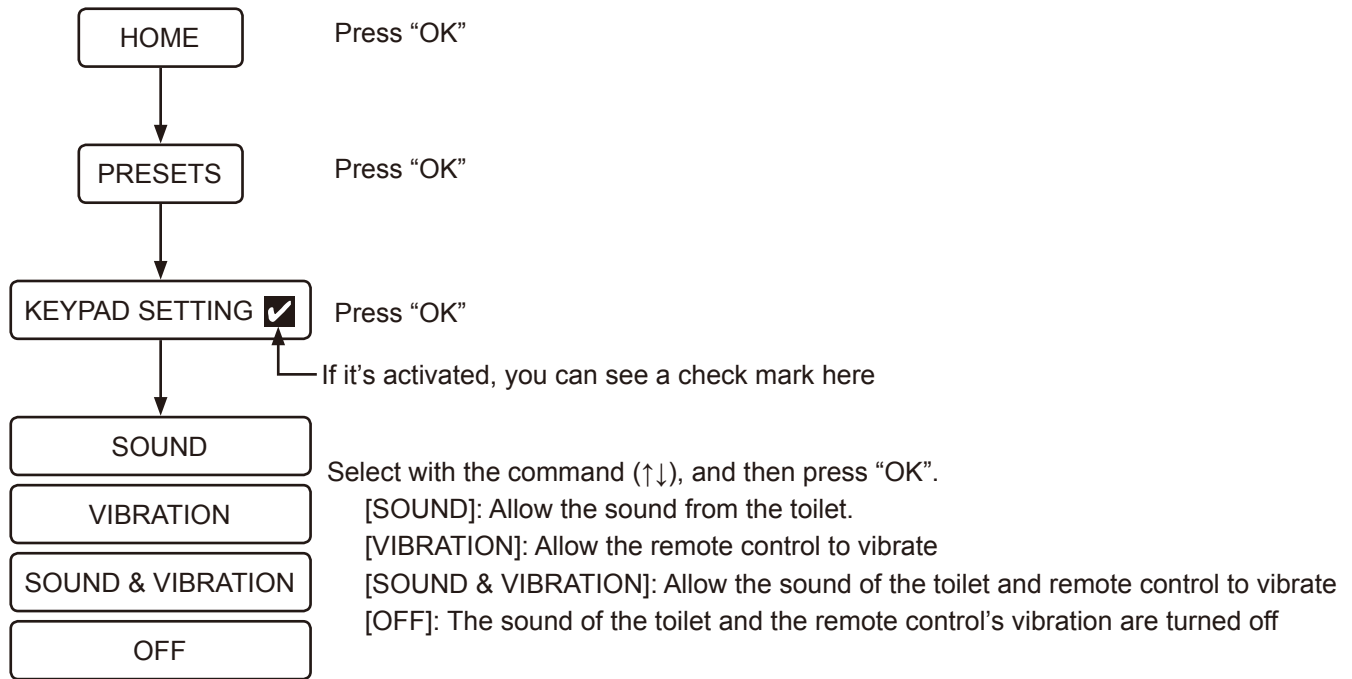 HOME
Press “OK”
PRESETS
Press “OK”
KEYPAD SETTING ✔
Press “OK”
If it’s activated, you can see a check mark here
SOUND
VIBRATION
SOUND & VIBRATION
OFF
Select with the command (↑↓), and then press “OK”.
[SOUND]: Allow the sound from the toilet.
[VIBRATION]: Allow the remote control to vibrate
[SOUND & VIBRATION]: Allow the sound of the toilet and remote control to vibrate
[OFF]: The sound of the toilet and the remote control’s vibration are turned off